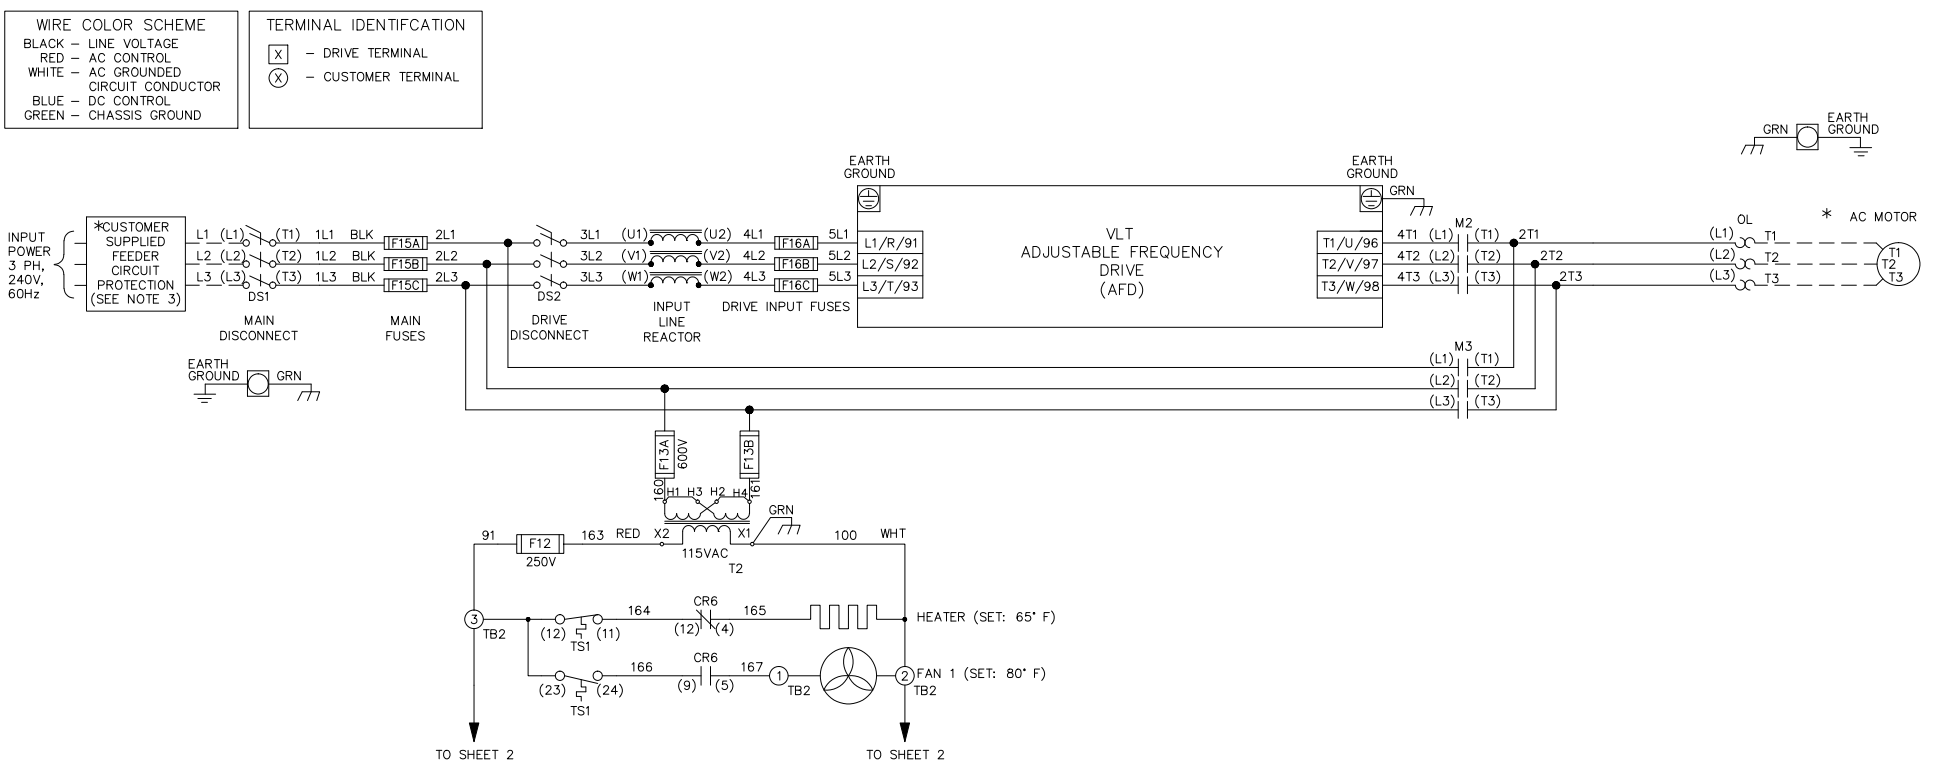 WIRE COLOR SCHEME
BLACK – LINE VOLTAGE
RED – AC CONTROL
WHITE – AC GROUNDED
CIRCUIT CONDUCTOR
BLUE – DC CONTROL
GREEN – CHASSIS GROUND
TERMINAL IDENTIFCATION
X – DRIVE TERMINAL
X – CUSTOMER TERMINAL
GRN
EARTH
GROUND
EARTH
GROUND
EARTH
GROUND
GRN
INPUT
POWER
3 PH,
240V,
60Hz
*CUSTOMER
SUPPLIED
FEEDER
CIRCUIT
PROTECTION
(SEE NOTE 3)
L1 (L1) (T1) 1L1 BLK F15A 2L1 3L1 (U1) (U2) 4L1 F16A 5L1 L1/R/91
L2 (L2) (T2) 1L2 BLK F15B 2L2 3L2 (V1) (V2) 4L2 F16B 5L2 L2/S/92
L3 (L3) (T3) 1L3 BLK F15C 2L3 3L3 (W1) (W2) 4L3 F16C 5L3 L3/T/93
DS1
MAIN
DISCONNECT
MAIN
FUSES
DS2
DRIVE
DISCONNECT
INPUT
LINE
REACTOR
DRIVE INPUT FUSES
VLT
ADJUSTABLE FREQUENCY
DRIVE
(AFD)
M2
T1/U/96 4T1 (L1) (T1) 2T1
T2/V/97 4T2 (L2) (T2) 2T2
T3/W/98 4T3 (L3) (T3) 2T3
OL
* AC MOTOR
(L1) T1
(L2) T2
(L3) T3
T1
T2
T3
M3
(L1) (T1)
(L2) (T2)
(L3) (T3)
EARTH
GROUND
GRN
F13A
600V
F13B
160
161
H1 H3 H2 H4
GRN
91 F12 163 RED X2 X1 100 WHT
250V
115VAC
T2
3
TB2
164 CR6 165
(12) (11) (12) (4)
TS1
HEATER (SET: 65° F)
166 CR6 167 1
(23) (24) (9) (5) TB2
TS1
2 FAN 1 (SET: 80° F)
TB2
TO SHEET 2
TO SHEET 2